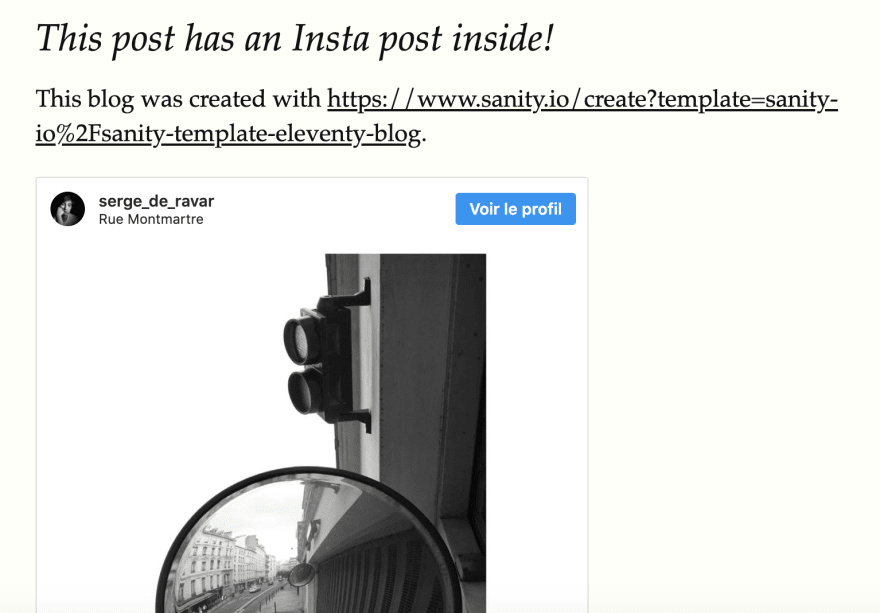 This post has an Insta post inside!
This blog was created with https://www.sanity.io/create?template=sanity-
io%2Fsanity-template-eleventy-blog.
serge_de_ravar
Rue Montmartre
Voir le profil